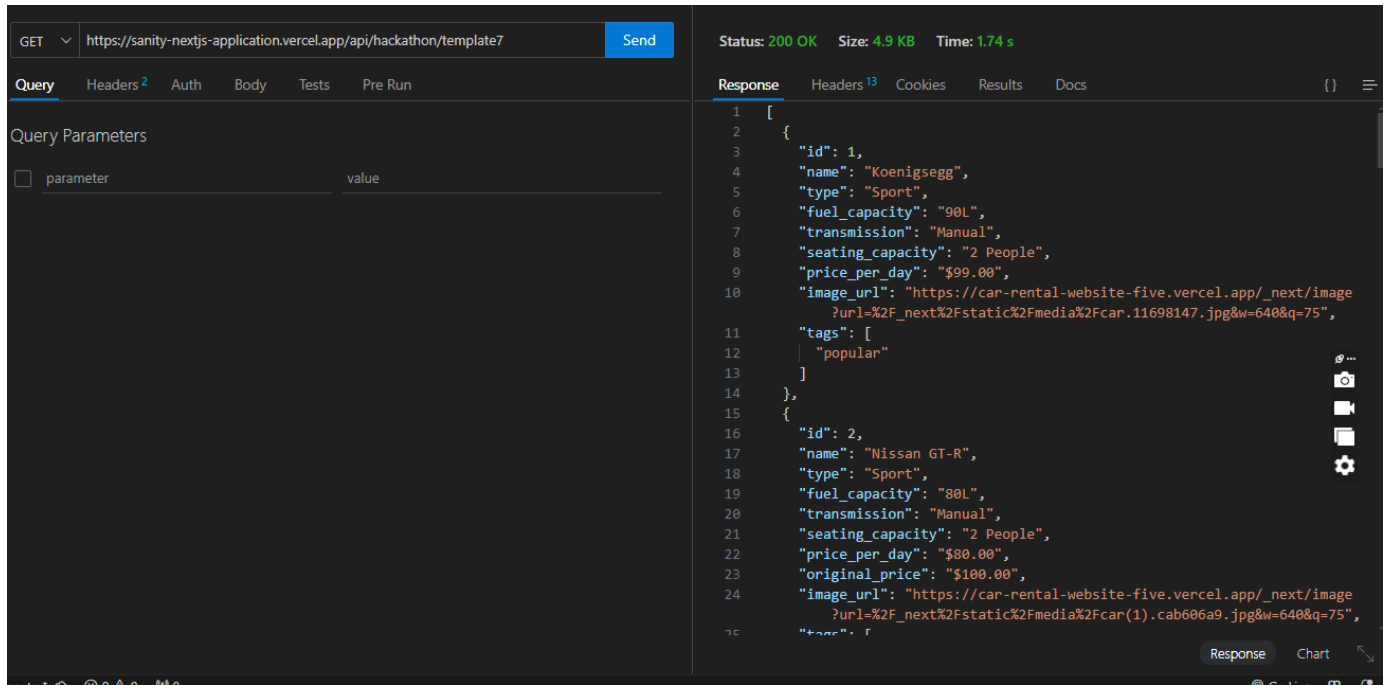 GET https://sanity-nextjs-application.vercel.app/api/hackathon/template7 Send
Query Headers 2 Auth Body Tests Pre Run
Query Parameters
parameter value
Status: 200 OK Size: 4.9 KB Time: 1.74 s
Response Headers 13 Cookies Results Docs {}
1 [
2 {
3 "id": 1,
4 "name": "Koenigsegg",
5 "type": "Sport",
6 "fuel_capacity": "90L",
7 "transmission": "Manual",
8 "seating_capacity": "2 People",
9 "price_per_day": "$99.00",
10 "image_url": "https://car-rental-website-five.vercel.app/_next/image
?url=%2F_next%2Fstatic%2Fmedia%2Fcar.11698147.jpg&w=640&q=75",
11 "tags": [
12 "popular"
13 ]
14 },
15 {
16 "id": 2,
17 "name": "Nissan GT-R",
18 "type": "Sport",
19 "fuel_capacity": "80L",
20 "transmission": "Manual",
21 "seating_capacity": "2 People",
22 "price_per_day": "$80.00",
23 "original_price": "$100.00",
24 "image_url": "https://car-rental-website-five.vercel.app/_next/image
?url=%2F_next%2Fstatic%2Fmedia%2Fcar(1).cab606a9.jpg&w=640&q=75",
25 "tags": [
Response Chart